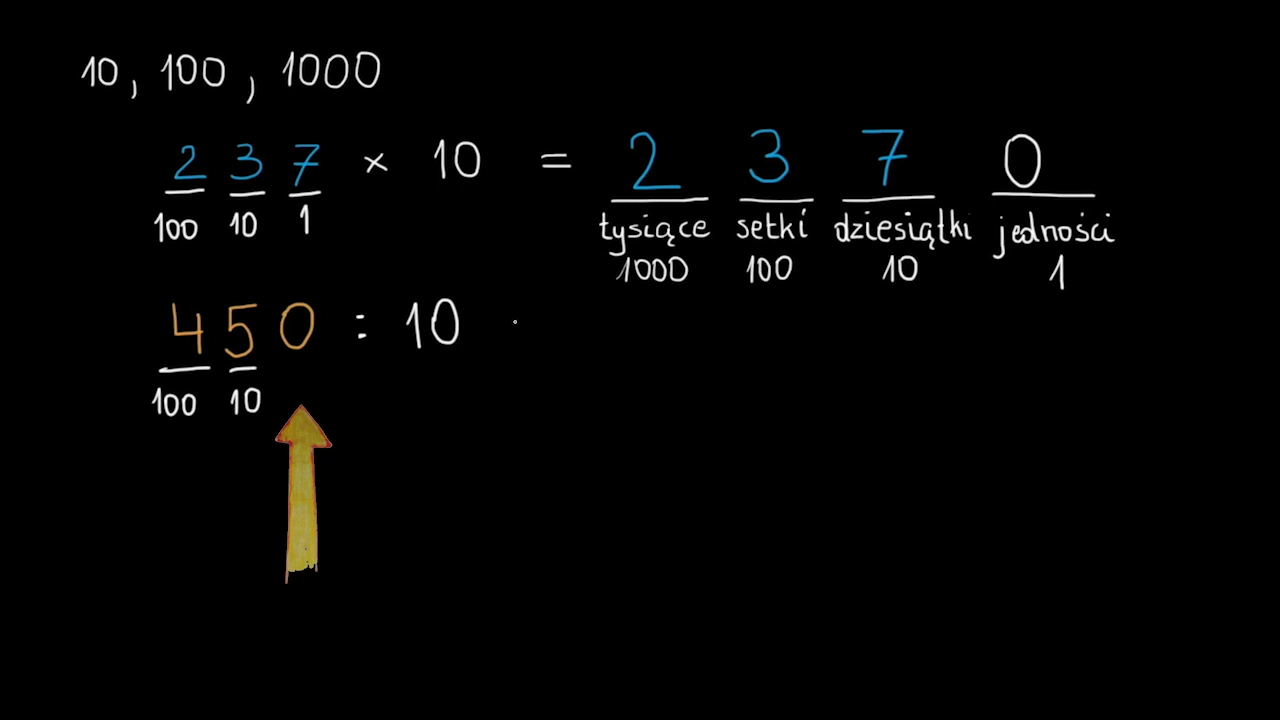 10, 100, 1000
2 3 7 × 10 = 2 3 7 0
100 10 1 tysiące setki dziesiątki jedności
1000 100 10 1
4 5 0 : 10
100 10